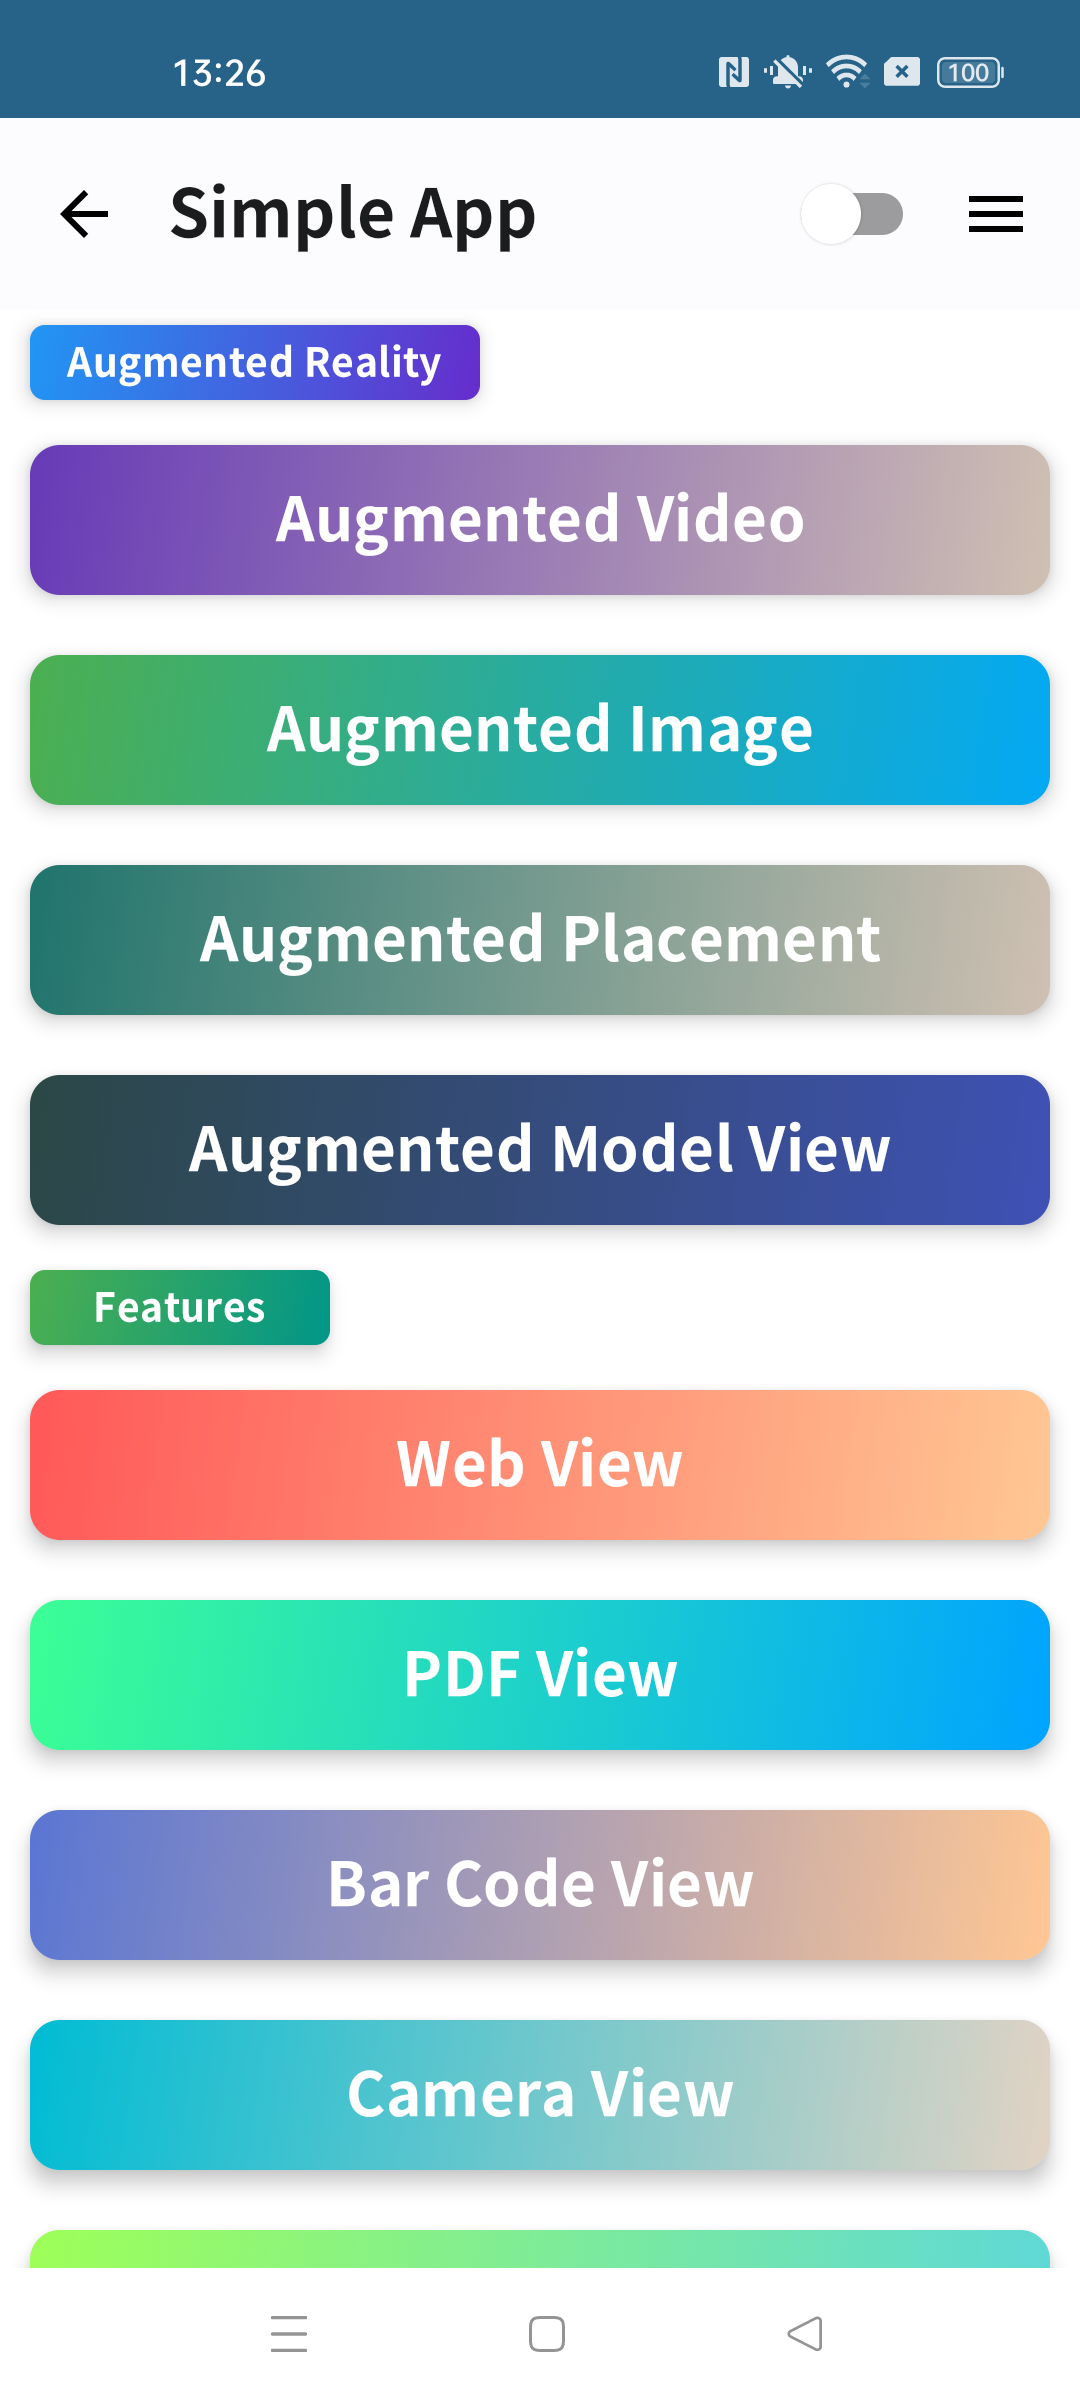 13:26
100
Simple App
Augmented Reality
Augmented Video
Augmented Image
Augmented Placement
Augmented Model View
Features
Web View
PDF View
Bar Code View
Camera View